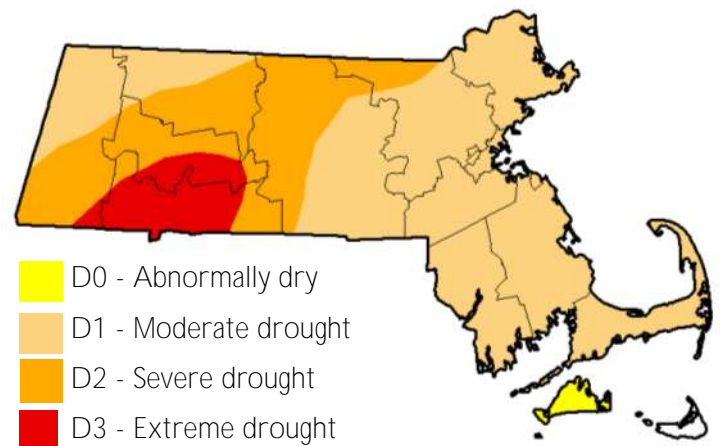 D0 - Abnormally dry
D1 - Moderate drought
D2 - Severe drought
D3 - Extreme drought